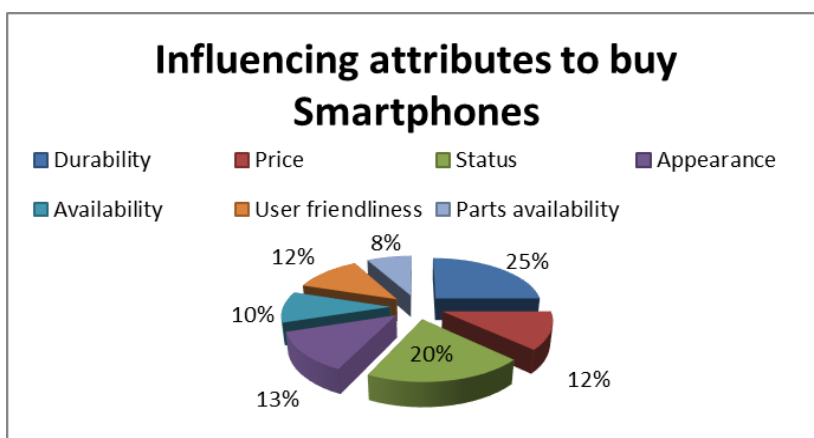 Influencing attributes to buy
Smartphones
Durability Price Status Appearance
Availability User friendliness Parts availability
8%
12% 25%
10%
20%
12%
13%